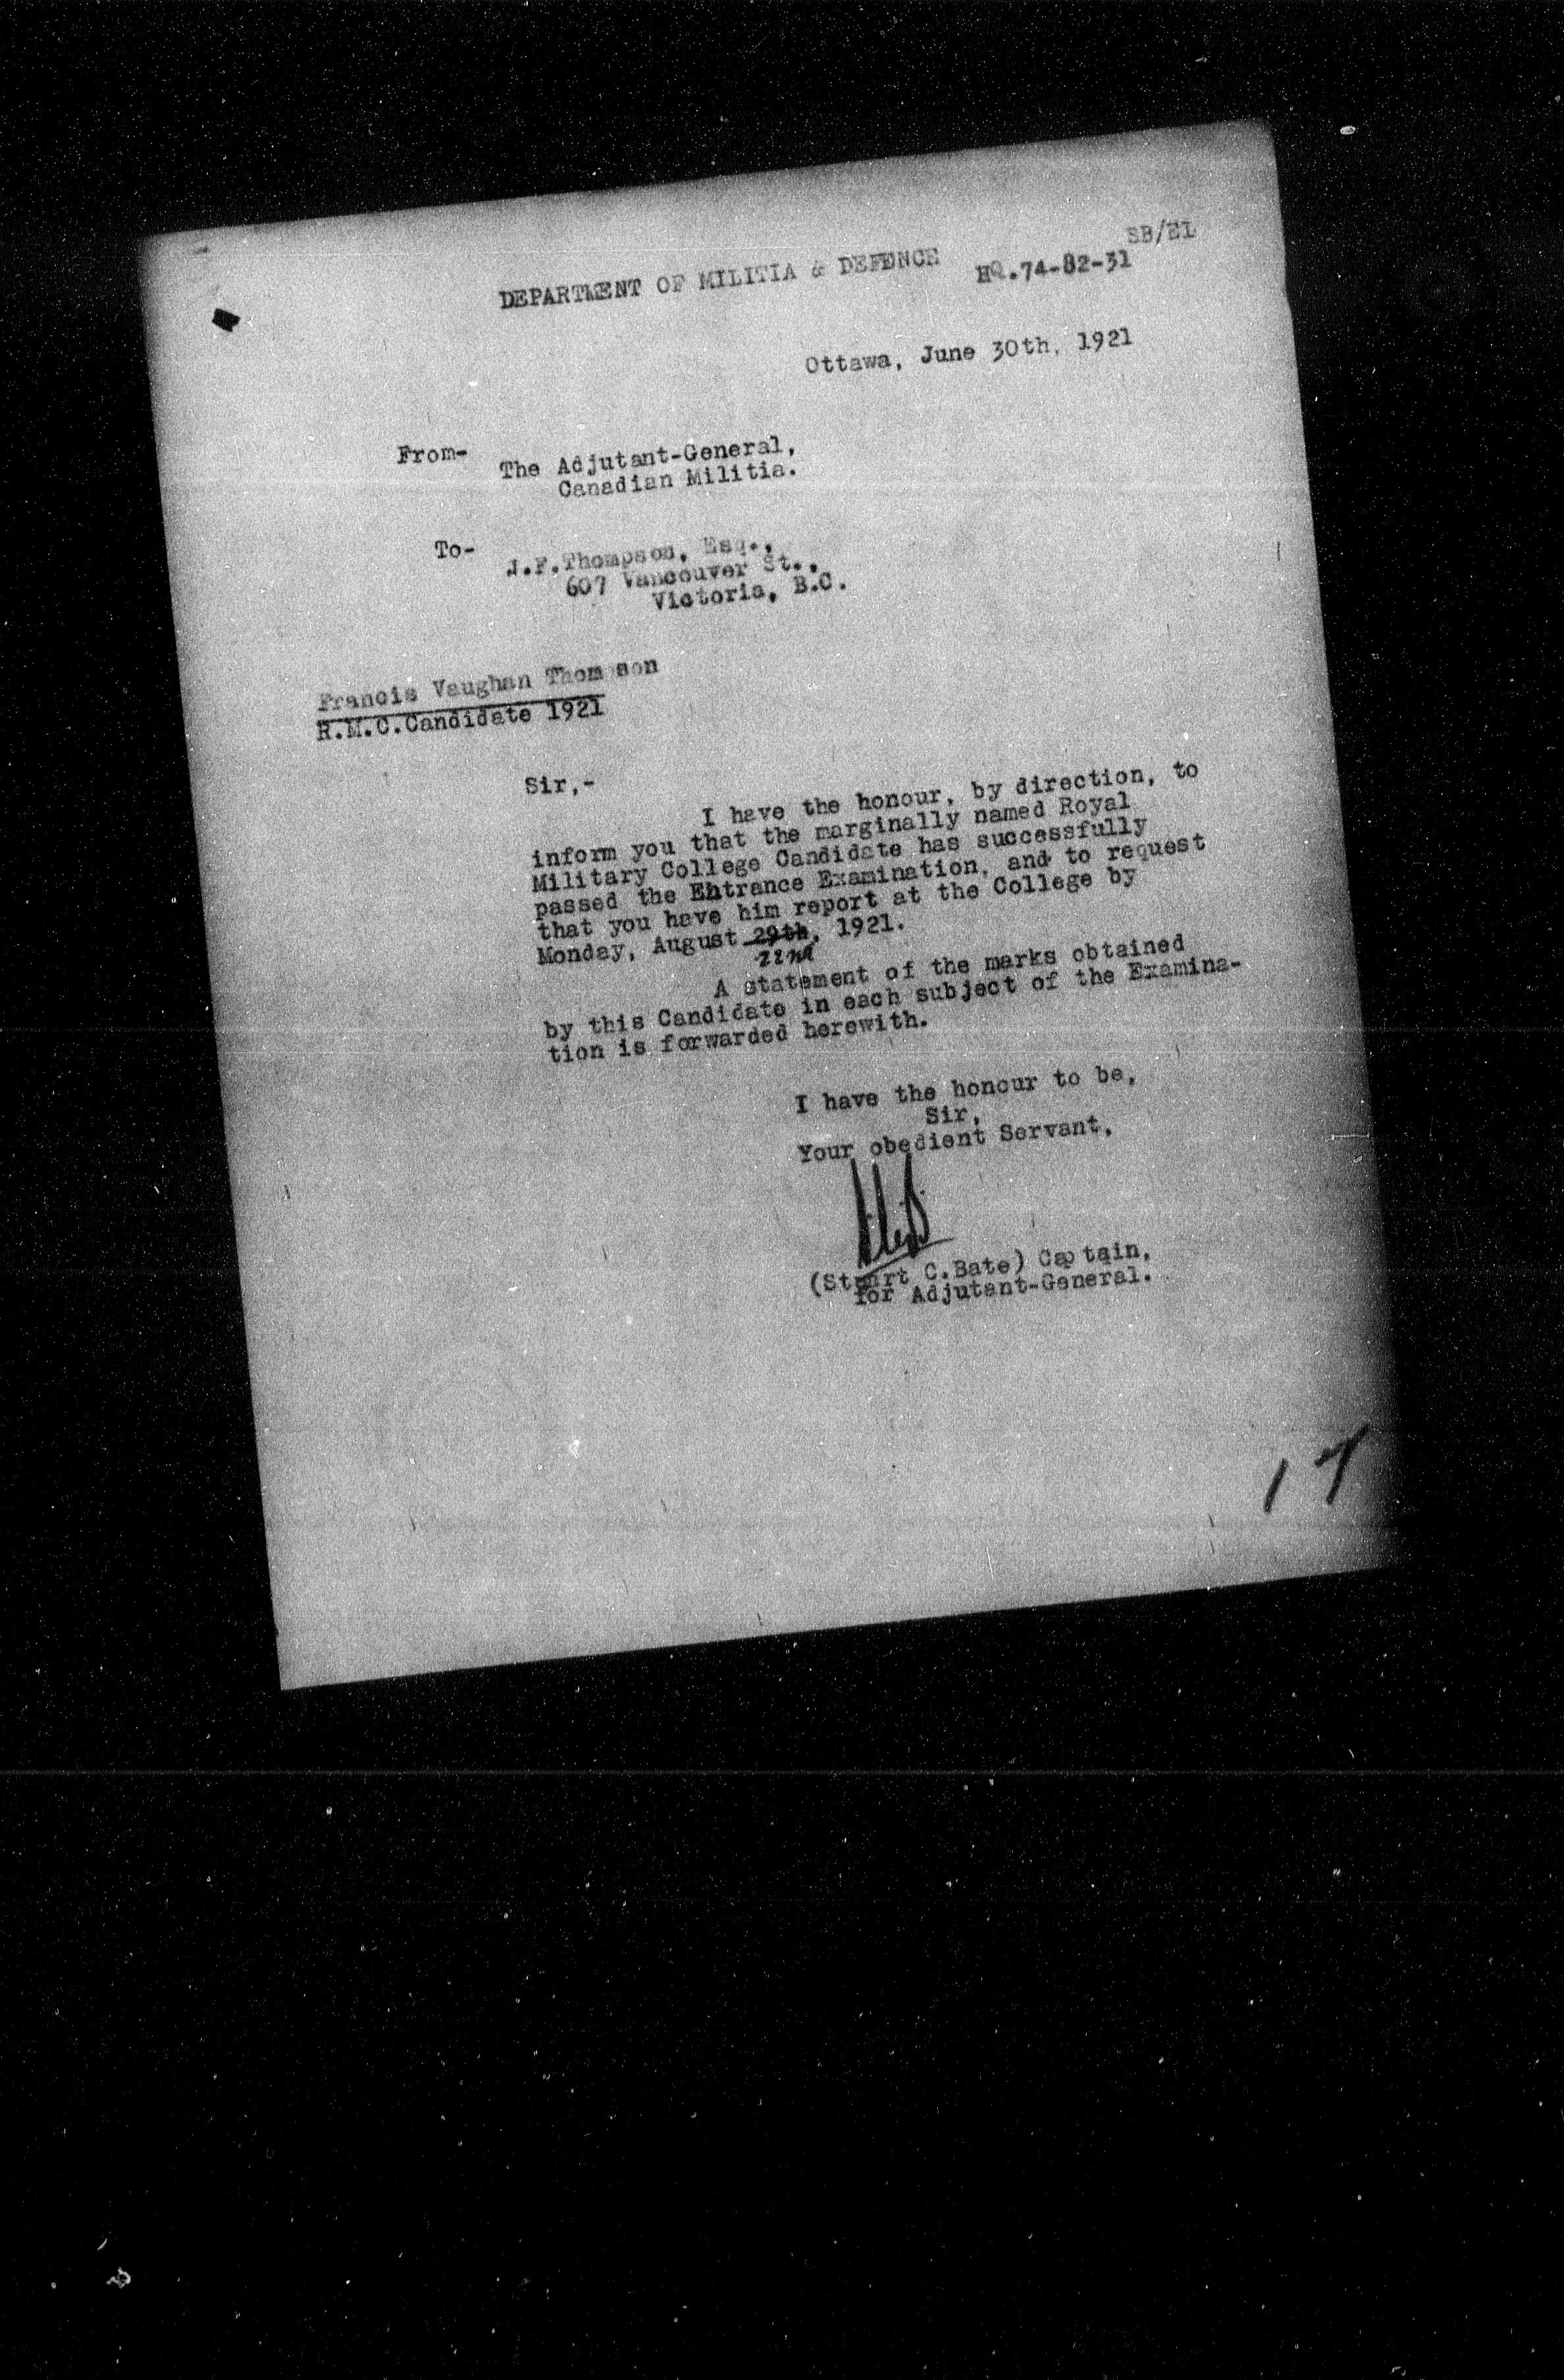 SB/EL
DEPARTMENT OF MILITIA & DEFENCE
HQ.74-82-31
Ottawa, June 30th, 1921
From-
The Adjutant-General,
Canadian Militia.
To-
J.F.Thompson, Esq.,
607 Vancouver St.,
Victoria, B.C.
Francis Vaughan Thom son
R.M.C.Candidate 1921
Sir,-
I have the honour, by direction, to
inform you that the marginally named Royal
Military College Candidate has successfully
passed the Entrance Examination, and to request
that you have him report at the College by
Monday, August 29th, 1921.
22nd
A statement of the marks obtained
by this Candidate in each subject of the Examina-
tion is forwarded herewith.
I have the honour to be,
Sir,
Your obedient Servant,
(Stuart C.Bate) Captain,
for Adjutant-General.
17